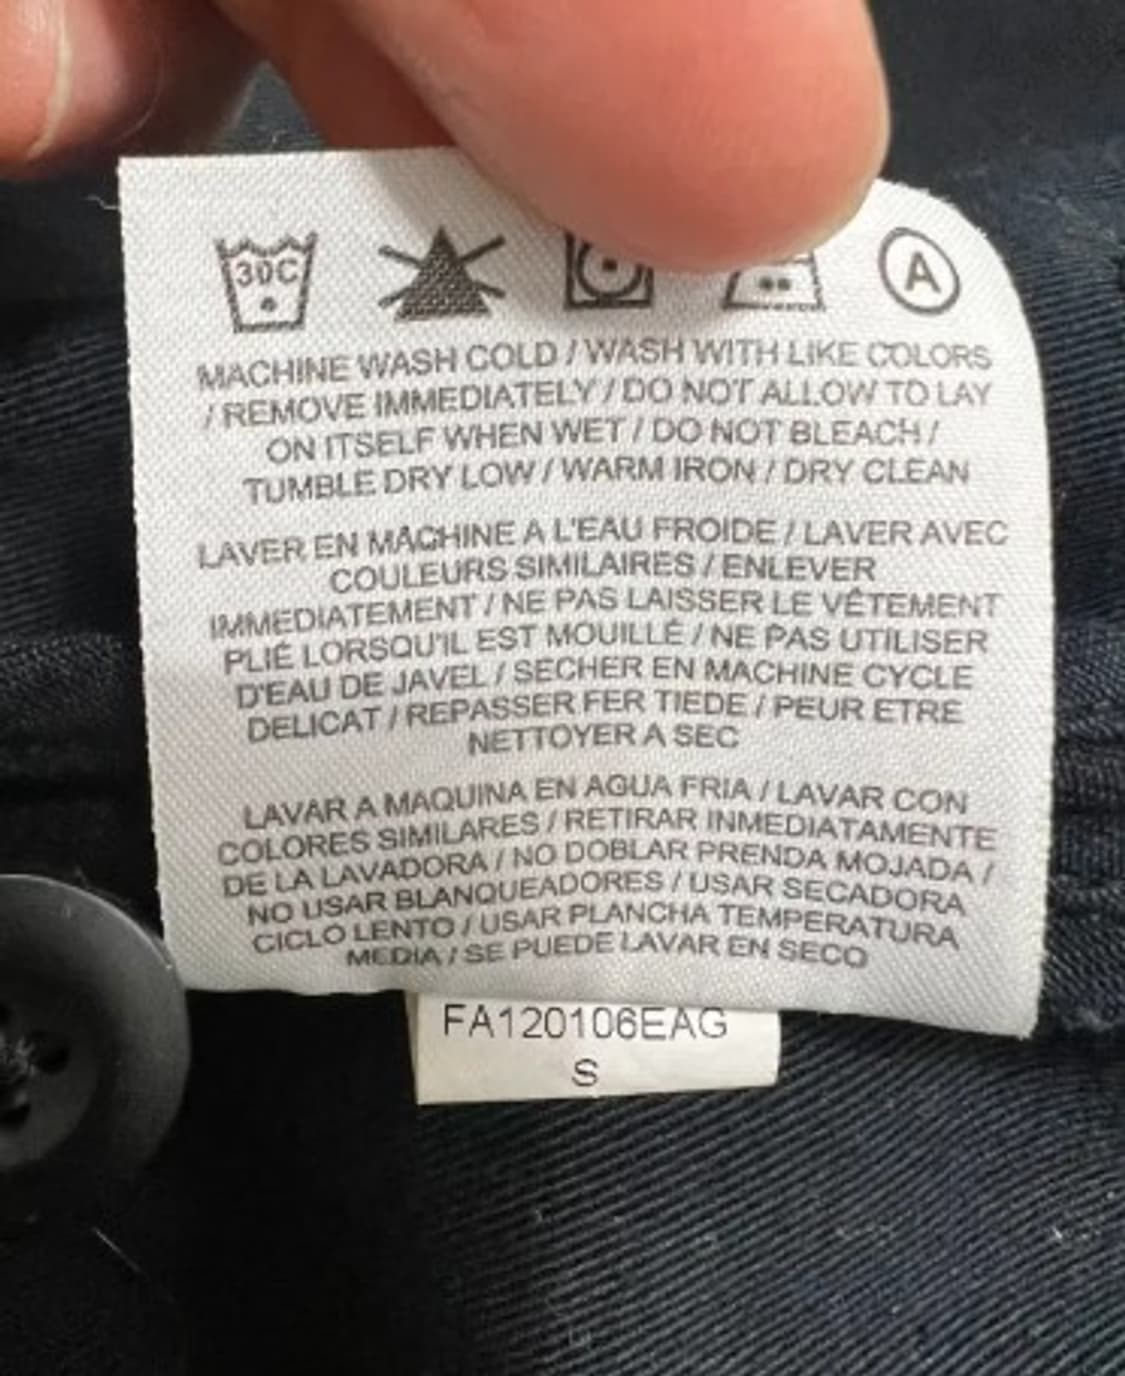 30C
A
MACHINE WASH COLD / WASH WITH LIKE COLORS
/ REMOVE IMMEDIATELY / DO NOT ALLOW TO LAY
ON ITSELF WHEN WET / DO NOT BLEACH /
TUMBLE DRY LOW / WARM IRON / DRY CLEAN
LAVER EN MACHINE A L'EAU FROIDE / LAVER AVEC
COULEURS SIMILAIRES / ENLEVER
IMMEDIATEMENT / NE PAS LAISSER LE VÊTEMENT
PLIÉ LORSQU'IL EST MOUILLÉ / NE PAS UTILISER
D'EAU DE JAVEL / SECHER EN MACHINE CYCLE
DELICAT / REPASSER FER TIEDE / PEUR ETRE
NETTOYER A SEC
LAVAR A MAQUINA EN AGUA FRIA / LAVAR CON
COLORES SIMILARES / RETIRAR INMEDIATAMENTE
DE LA LAVADORA / NO DOBLAR PRENDA MOJADA /
NO USAR BLANQUEADORES / USAR SECADORA
CICLO LENTO / USAR PLANCHA TEMPERATURA
MEDIA / SE PUEDE LAVAR EN SECO
FA120106EAG
S